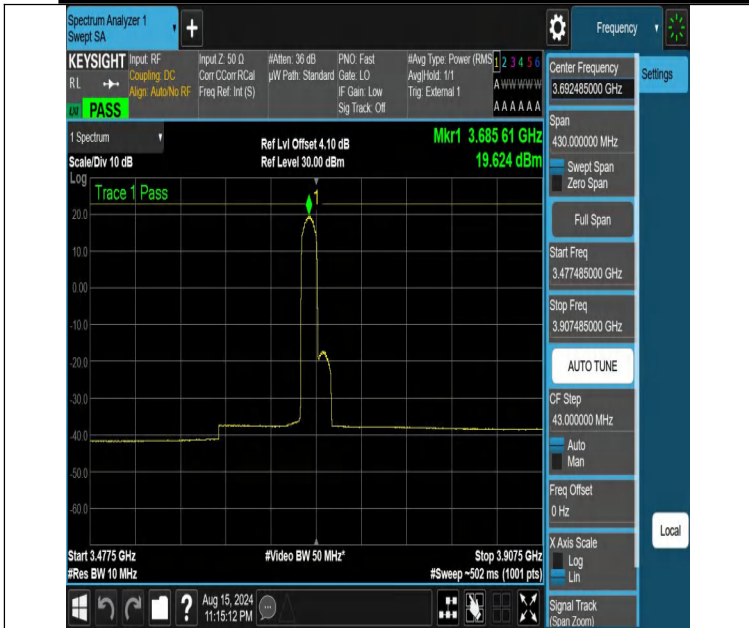 Spectrum Analyzer 1
Swept SA
+
Frequency
KEYSIGHT
RL
LXI
PASS
Input: RF
Coupling: DC
Align: Auto/No RF
Input Z: 50 Ω
Corr CCorr RCal
Freq Ref: Int (S)
#Atten: 36 dB
µW Path: Standard
PNO: Fast
Gate: LO
IF Gain: Low
Sig Track: Off
#Avg Type: Power (RMS
Avg|Hold: 1/1
Trig: External 1
1 2 3 4 5 6
A W W W W W
A A A A A A
1 Spectrum
Scale/Div 10 dB
Ref Lvl Offset 4.10 dB
Ref Level 30.00 dBm
Mkr1 3.685 61 GHz
19.624 dBm
Log
Trace 1 Pass
1
20.0
10.0
0.00
-10.0
-20.0
-30.0
-40.0
-50.0
-60.0
Start 3.4775 GHz
#Res BW 10 MHz
#Video BW 50 MHz*
Stop 3.9075 GHz
#Sweep ~502 ms (1001 pts)
Center Frequency
3.692485000 GHz
Settings
Span
430.000000 MHz
Swept Span
Zero Span
Full Span
Start Freq
3.477485000 GHz
Stop Freq
3.907485000 GHz
AUTO TUNE
CF Step
43.000000 MHz
Auto
Man
Freq Offset
0 Hz
X Axis Scale
Log
Lin
Local
Signal Track
(Span Zoom)
?
Aug 15, 2024
11:15:12 PM